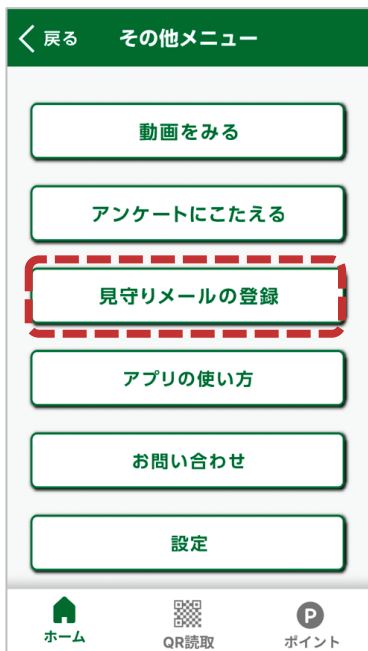 戻る その他メニュー
動画をみる
アンケートにこたえる
見守りメールの登録
アプリの使い方
お問い合わせ
設定
ホーム QR読取 P ポイント